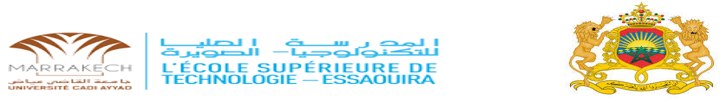 MARRAKECH
جامعة القاضي عياض
UNIVERSITÉ CADI AYYAD
المدرسة العليا
للتكنولوجيا – الصويرة
L'ÉCOLE SUPÉRIEURE DE
TECHNOLOGIE – ESSAOUIRA